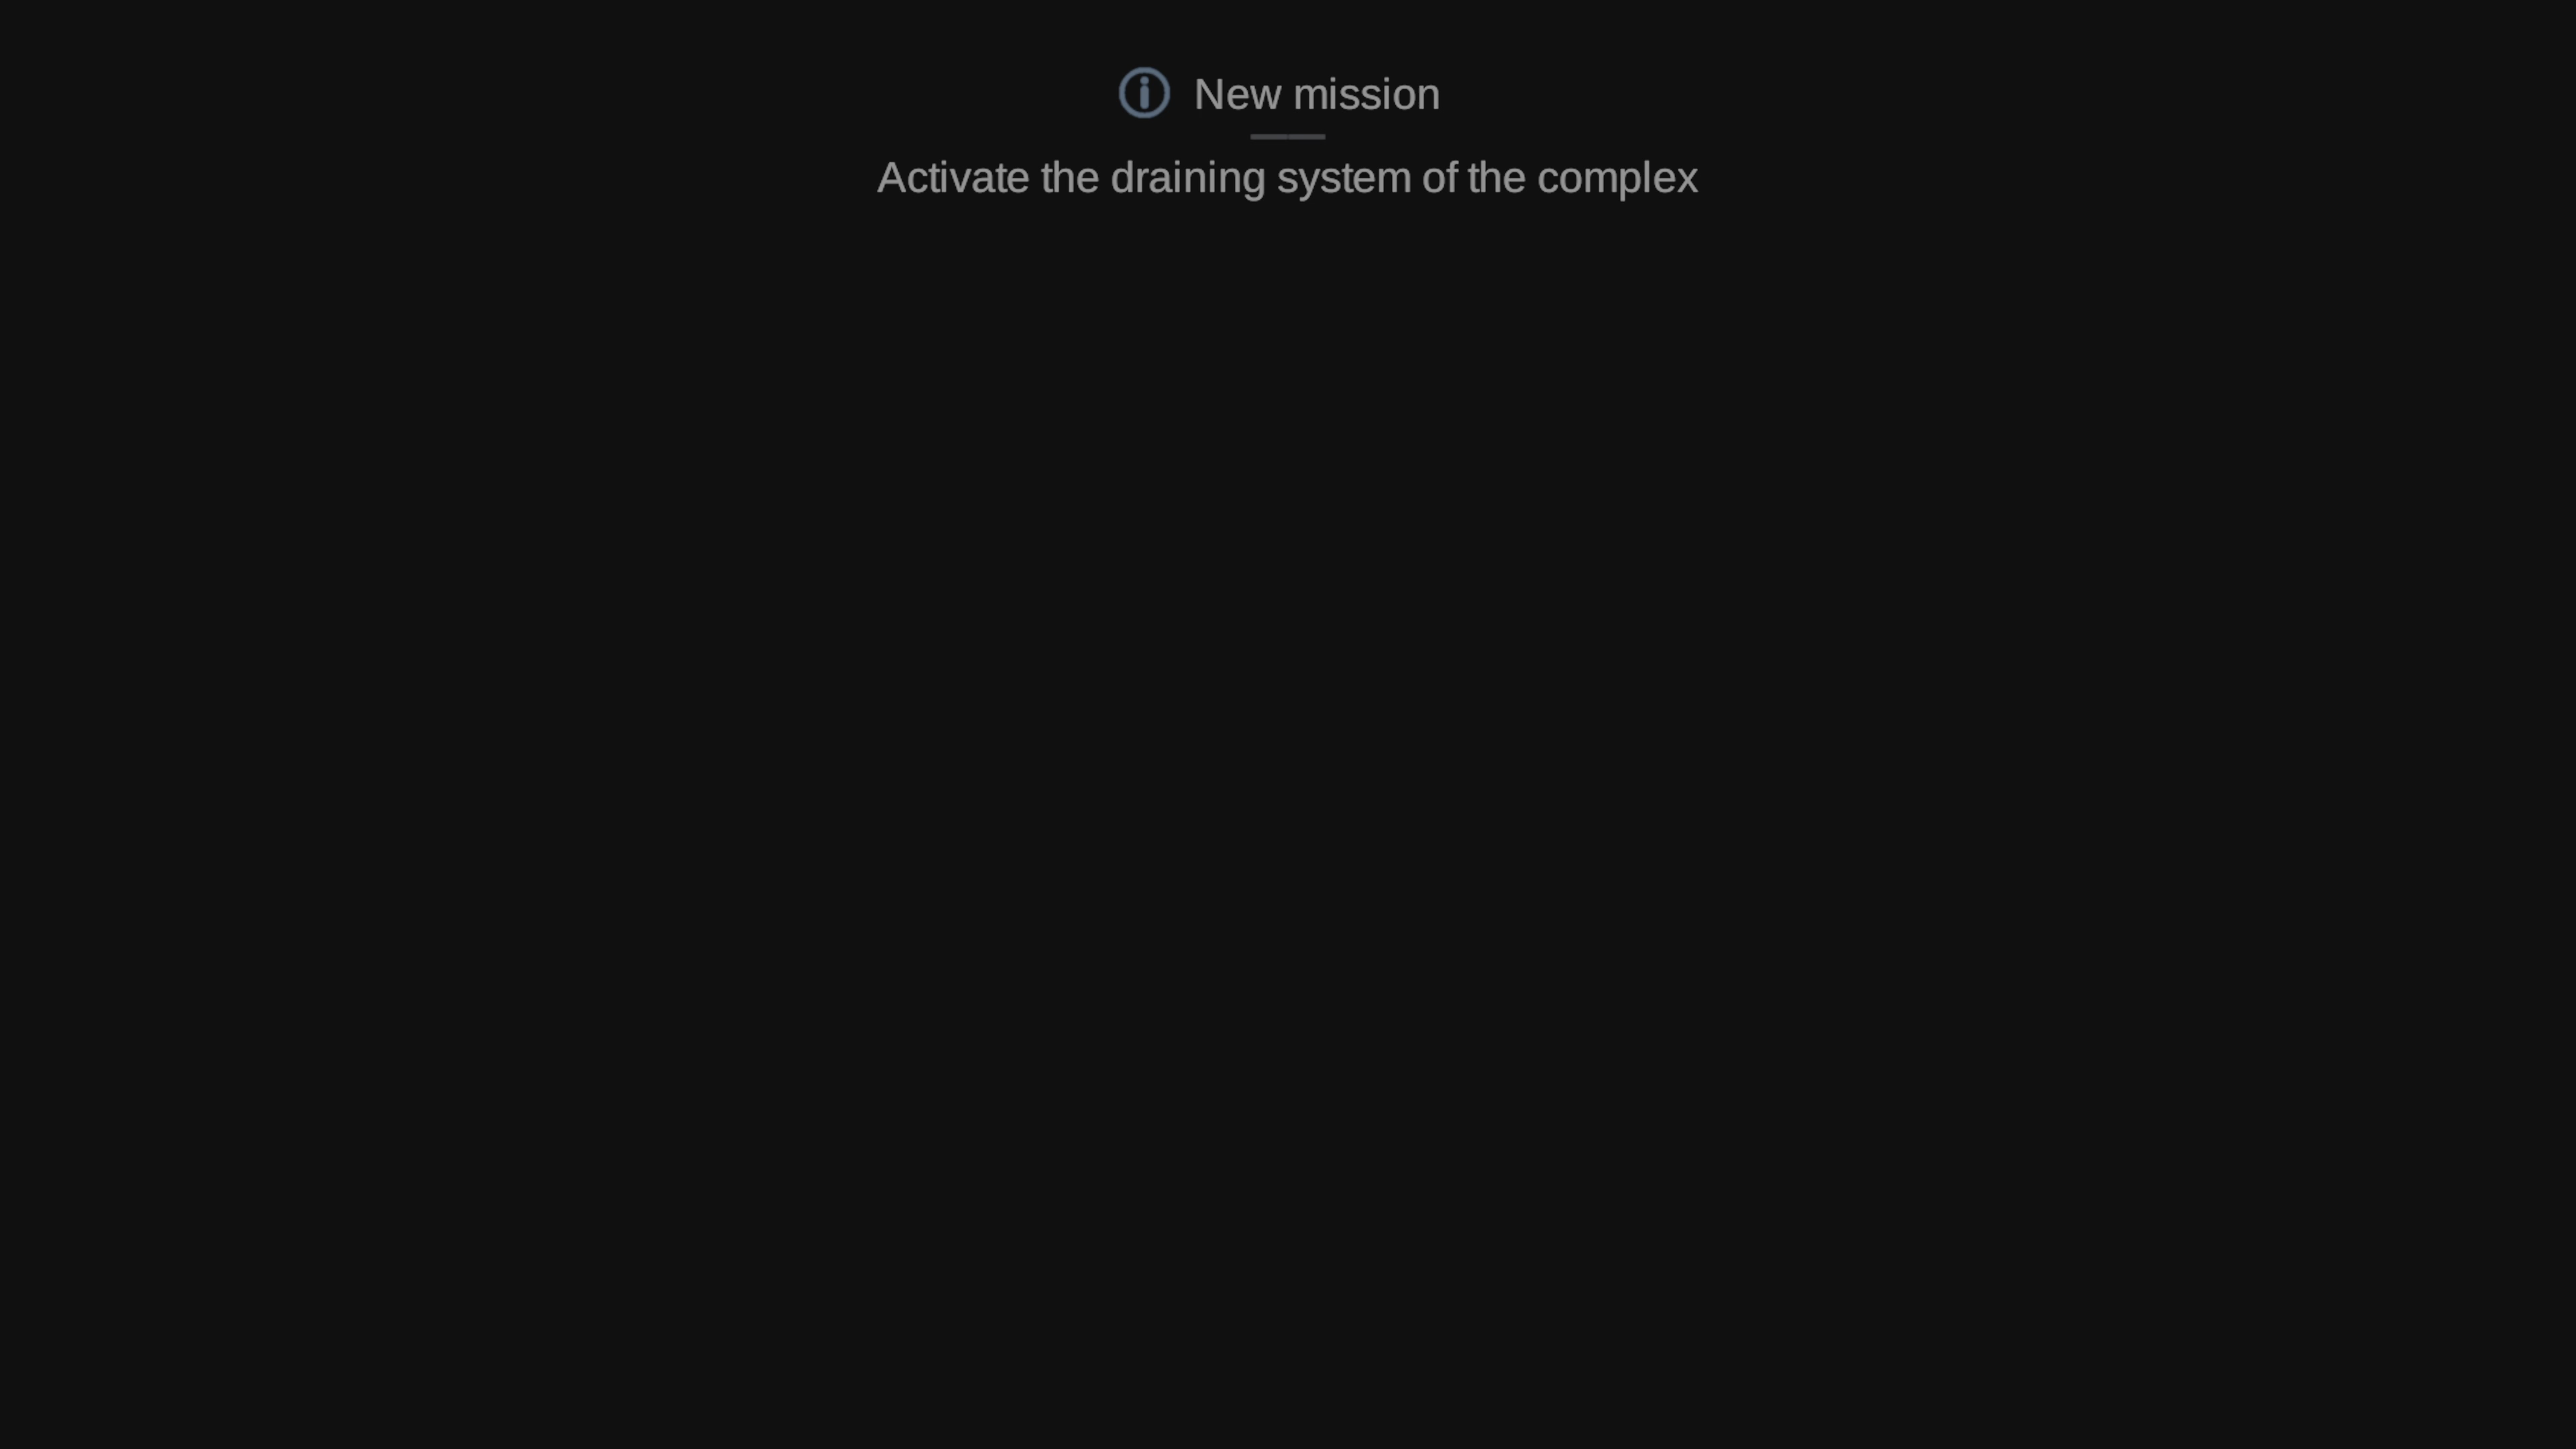 New mission
Activate the draining system of the complex